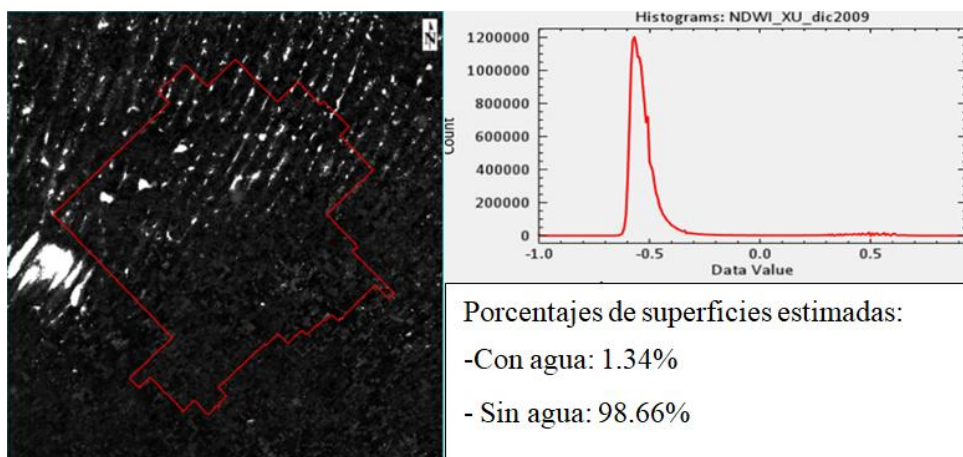 N
Histograms: NDWI_XU_dic2009
1200000
1000000
800000
600000
400000
200000
0
Count
-1.0
-0.5
0.0
0.5
Data Value
Porcentajes de superficies estimadas:
-Con agua: 1.34%
- Sin agua: 98.66%